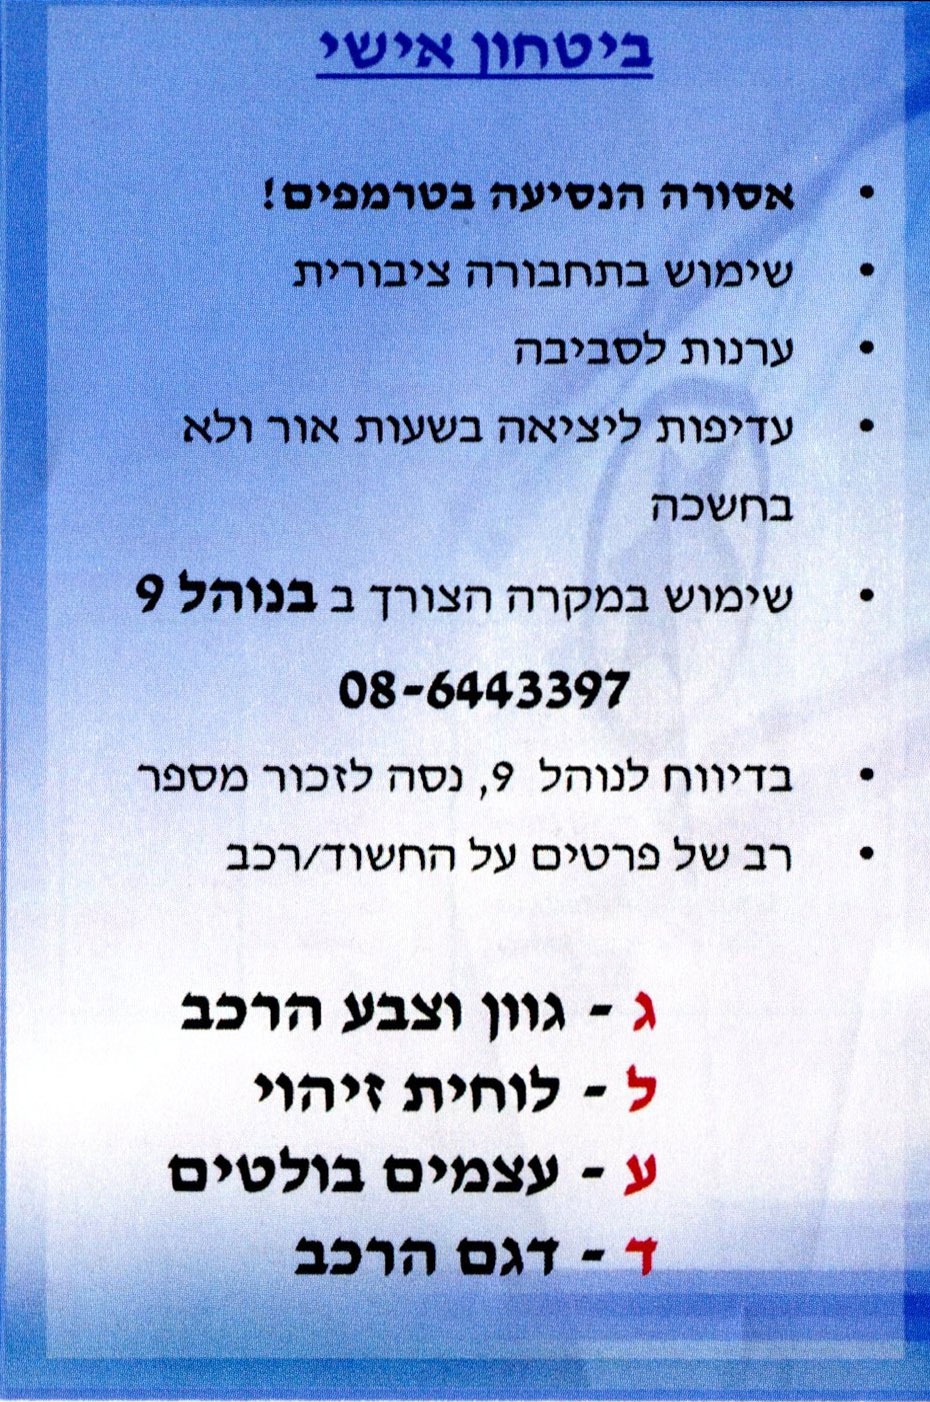 ביטחון אישי
• אסורה הנסיעה בטרמפים!
• שימוש בתחבורה ציבורית
• ערנות לסביבה
• עדיפות ליציאה בשעות אור ולא
בחשכה
• שימוש במקרה הצורך ב בנוהל 9
08-6443397
• בדיווח לנוהל 9, נסה לזכור מספר
• רב של פרטים על החשוד/רכב
ג - גוון וצבע הרכב
ל - לוחית זיהוי
ע - עצמים בולטים
ד - דגם הרכב